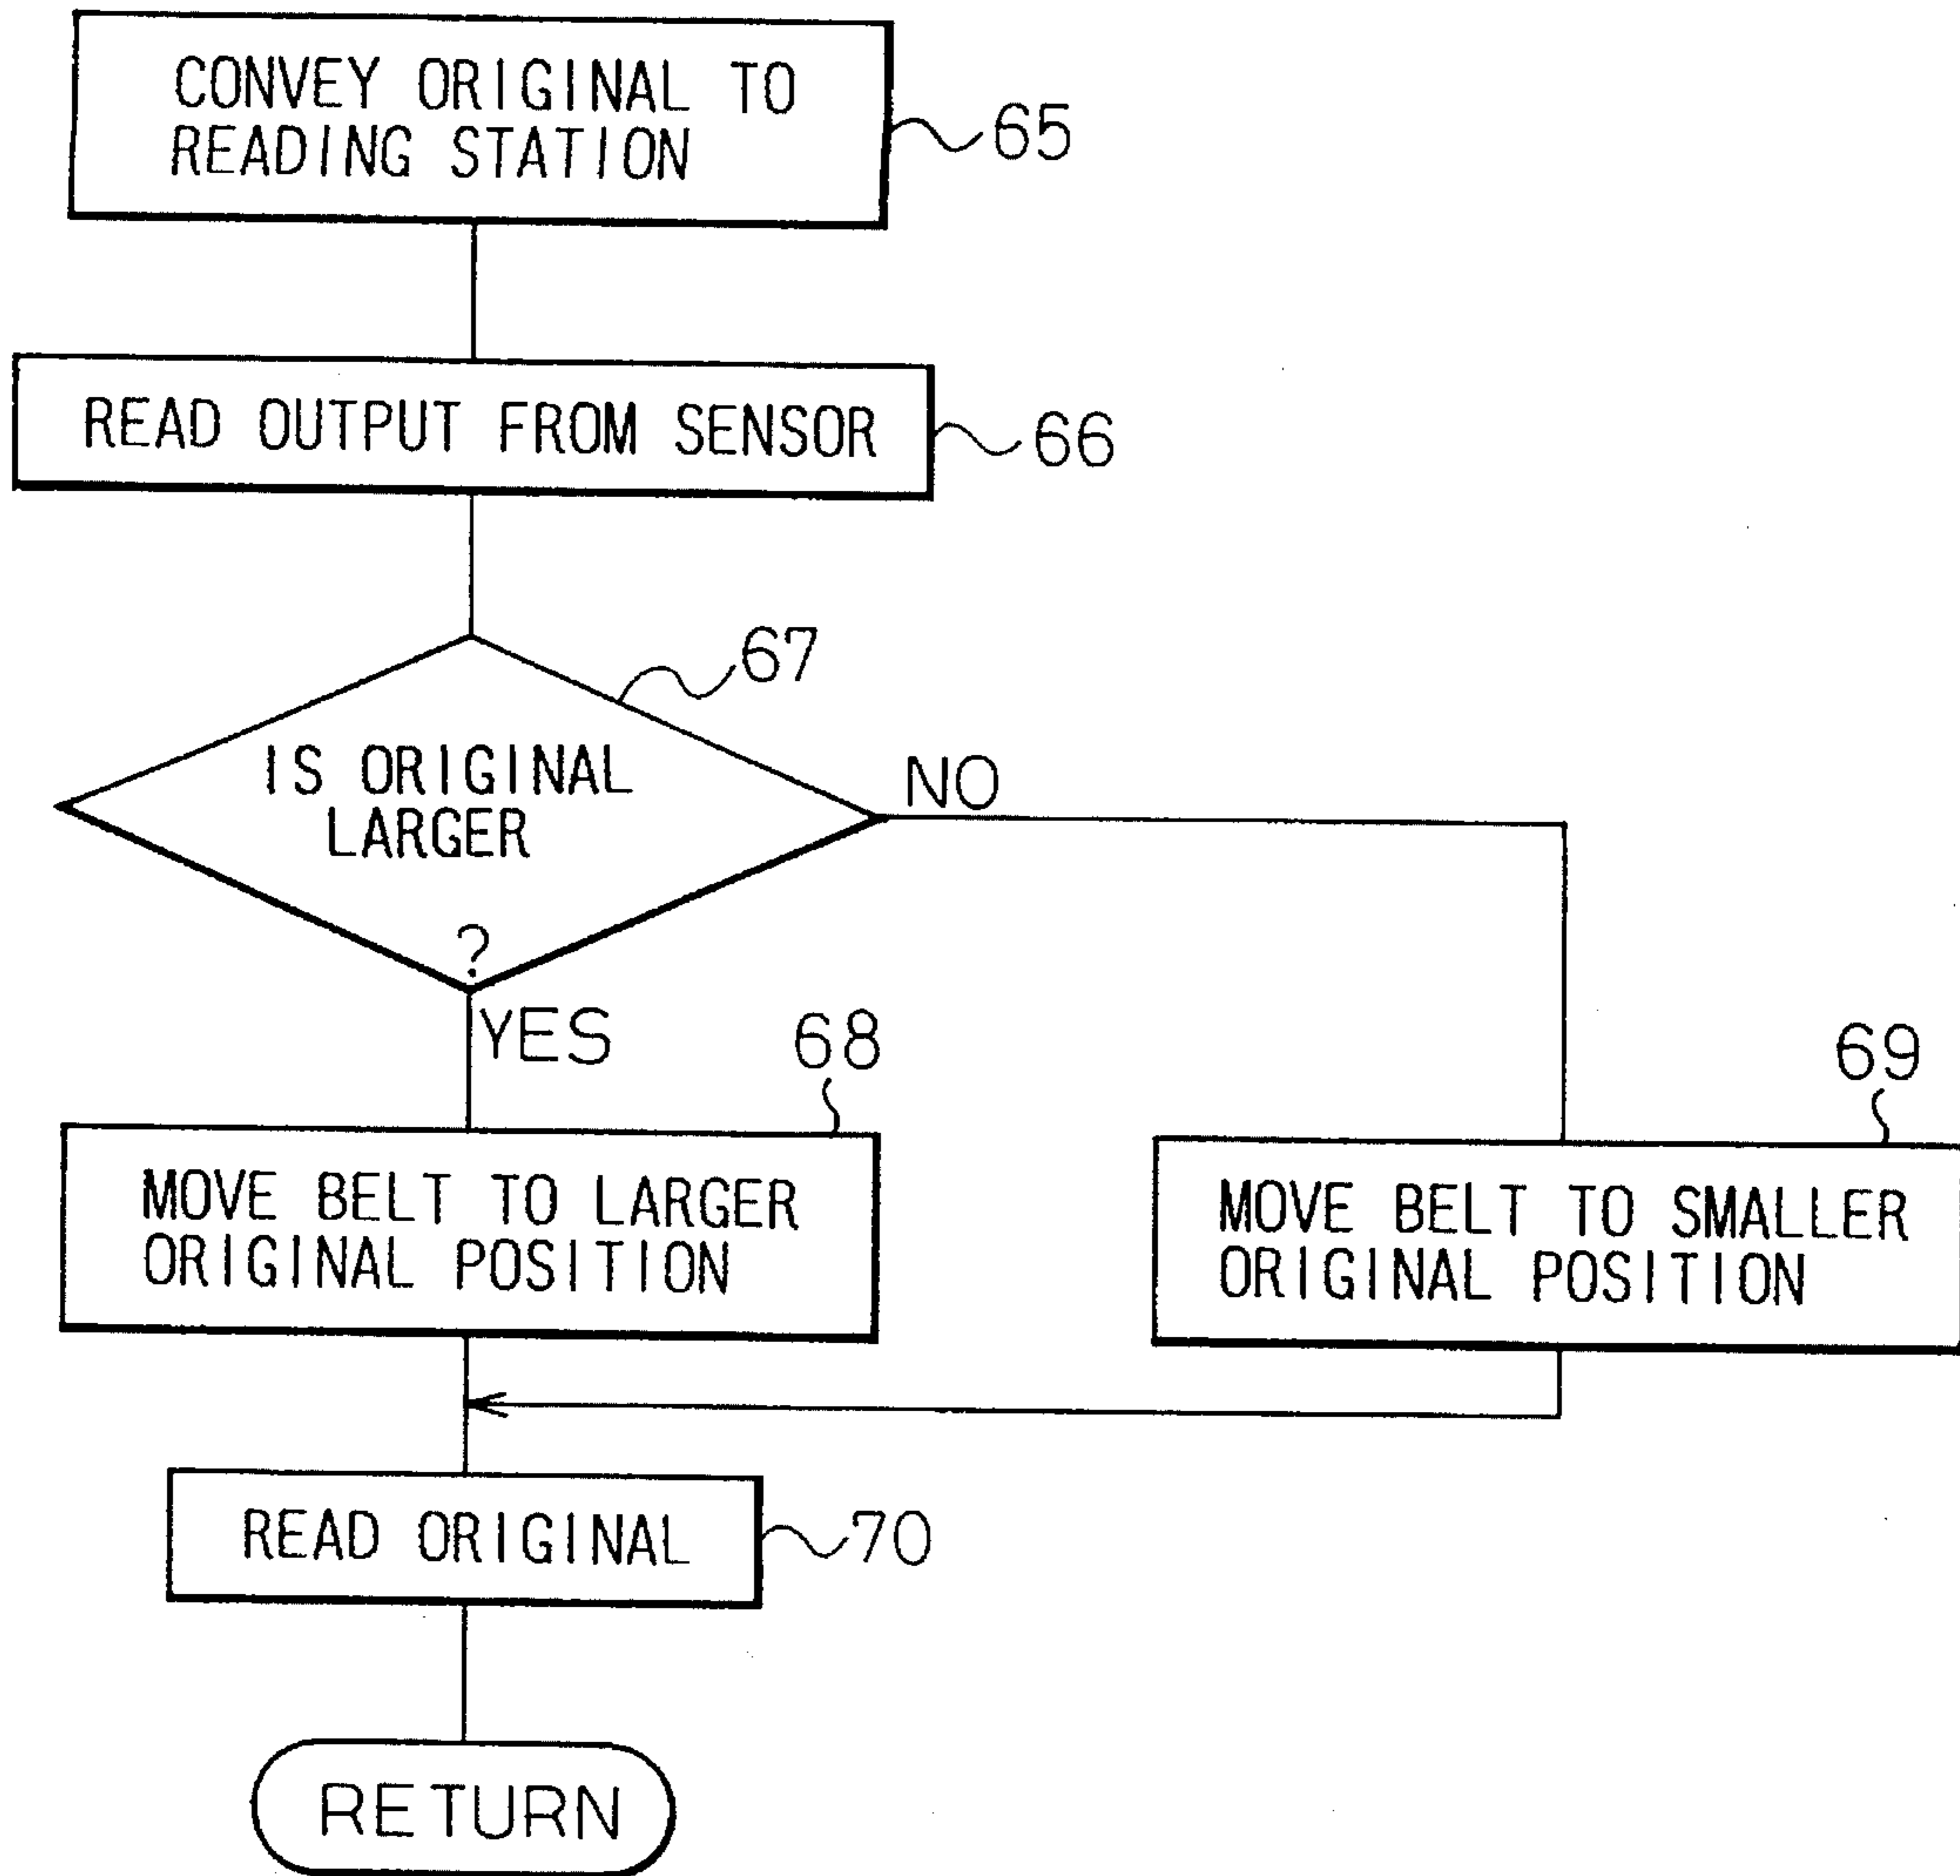 CONVEY ORIGINAL TO
READING STATION
65
READ OUTPUT FROM SENSOR
66
67
IS ORIGINAL
LARGER
?
NO
YES
68
MOVE BELT TO LARGER
ORIGINAL POSITION
69
MOVE BELT TO SMALLER
ORIGINAL POSITION
READ ORIGINAL
70
RETURN